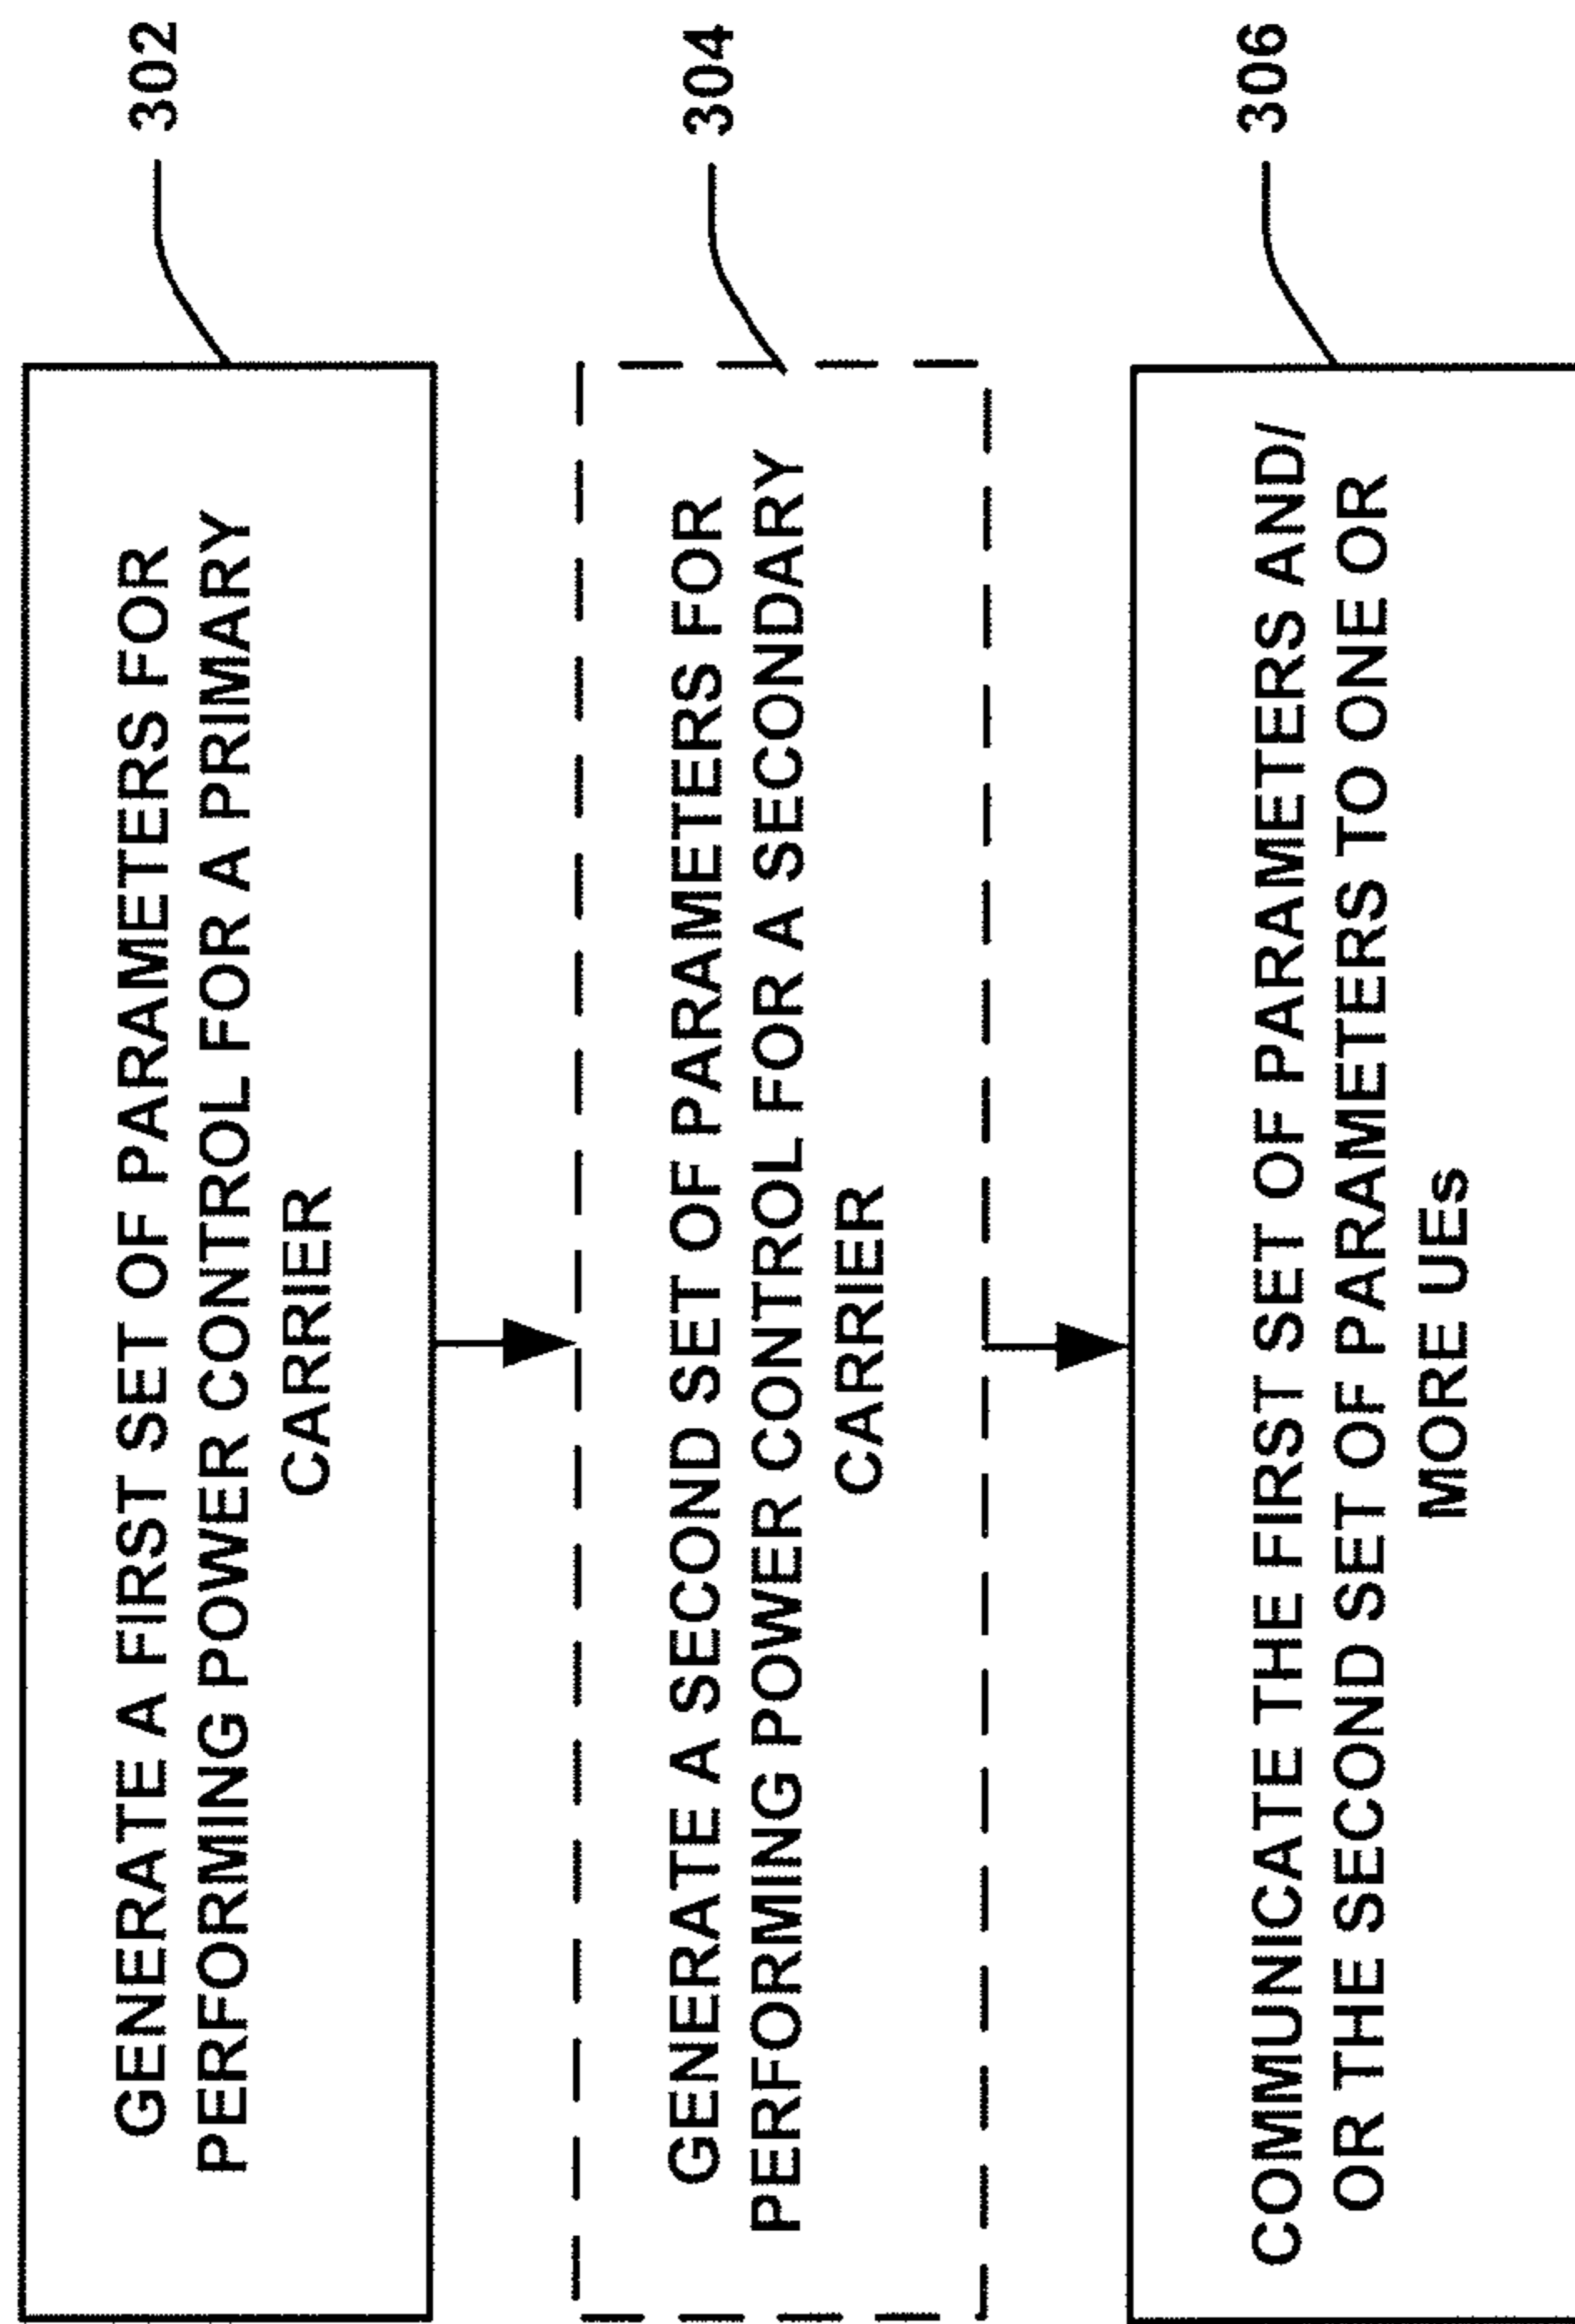 GENERATE A FIRST SET OF PARAMETERS FOR
PERFORMING POWER CONTROL FOR A PRIMARY
CARRIER
302
GENERATE A SECOND SET OF PARAMETERS FOR
PERFORMING POWER CONTROL FOR A SECONDARY
CARRIER
304
COMMUNICATE THE FIRST SET OF PARAMETERS AND/
OR THE SECOND SET OF PARAMETERS TO ONE OR
MORE UEs
306